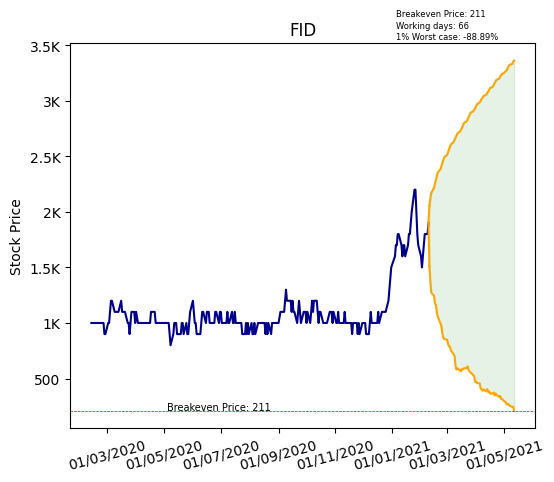 Breakeven Price: 211
Working days: 66
1% Worst case: -88.89%
FID
3.5K
3K
2.5K
2K
1.5K
1K
500
Stock Price
Breakeven Price: 211
01/03/2020
01/05/2020
01/07/2020
01/09/2020
01/11/2020
01/01/2021
01/03/2021
01/05/2021